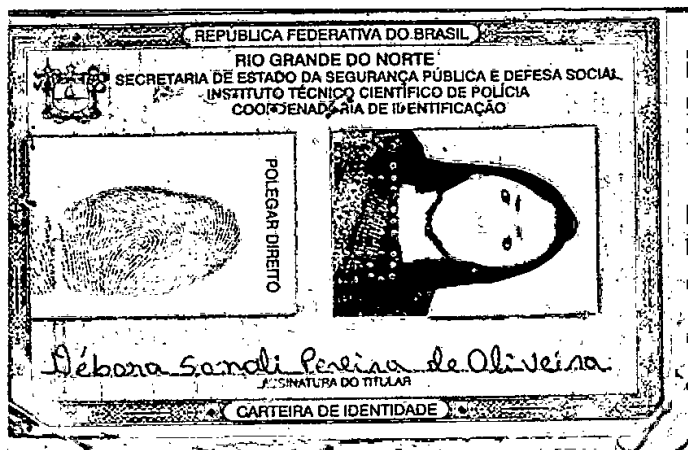 REPÚBLICA FEDERATIVA DO BRASIL
RIO GRANDE DO NORTE
SECRETARIA DE ESTADO DA SEGURANÇA PÚBLICA E DEFESA SOCIAL
INSTITUTO TÉCNICO CIENTÍFICO DE POLÍCIA
COORDENADORIA DE IDENTIFICAÇÃO
POLEGAR DIREITO
Débora Sanali Pereira de Oliveira
ASSINATURA DO TITULAR
CARTEIRA DE IDENTIDADE